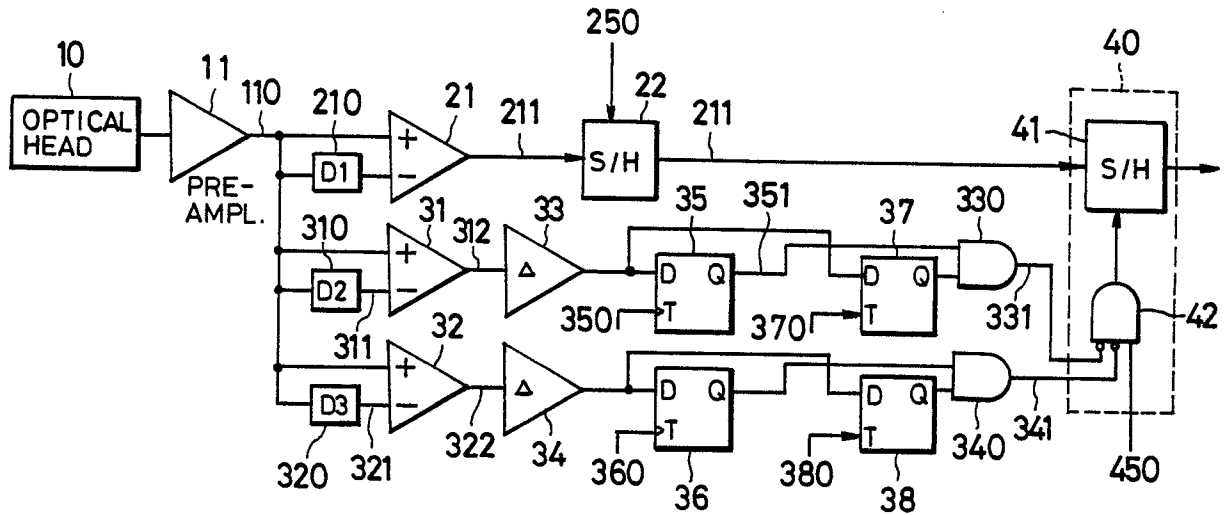 250
40
10
11
110
210
21
211
22
211
41
OPTICAL
HEAD
+
D1
−
S/H
S/H
PRE-
AMPL.
310
31
312
33
35
351
37
330
+
D2
−
Δ
D
Q
D
Q
311
350
T
370
T
331
42
32
+
D3
−
Δ
D
Q
D
Q
320
321
322
34
360
T
36
380
T
38
340
341
450